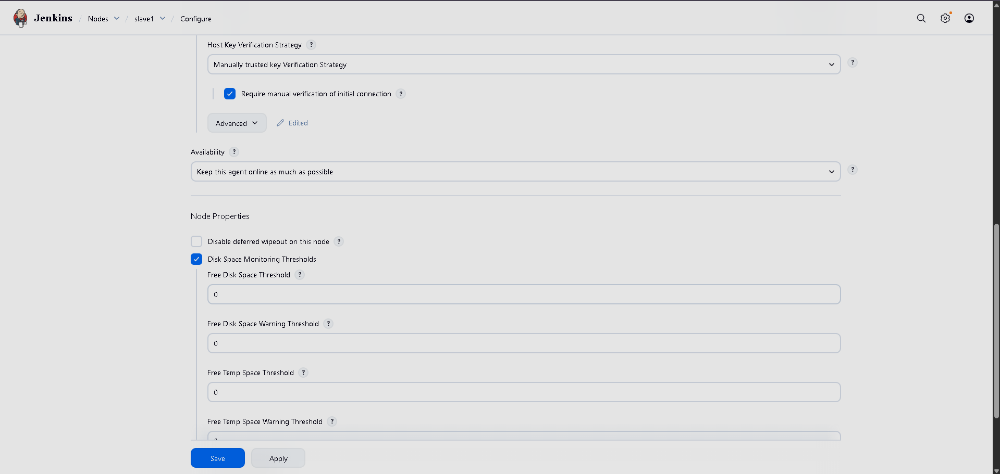 Jenkins / Nodes / slave1 / Configure
Host Key Verification Strategy ?
Manually trusted key Verification Strategy
?
Require manual verification of initial connection ?
Advanced
Edited
Availability ?
Keep this agent online as much as possible
?
Node Properties
Disable deferred wipeout on this node ?
Disk Space Monitoring Thresholds
Free Disk Space Threshold ?
0
Free Disk Space Warning Threshold ?
0
Free Temp Space Threshold ?
0
Free Temp Space Warning Threshold ?
Save
Apply